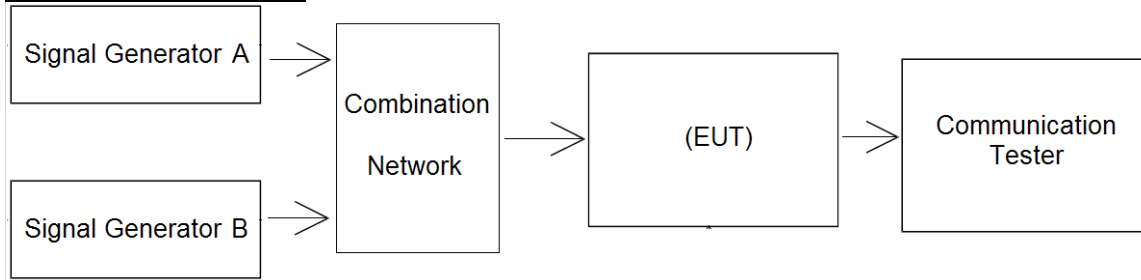 Signal Generator A
Combination
Network
(EUT)
Communication
Tester
Signal Generator B